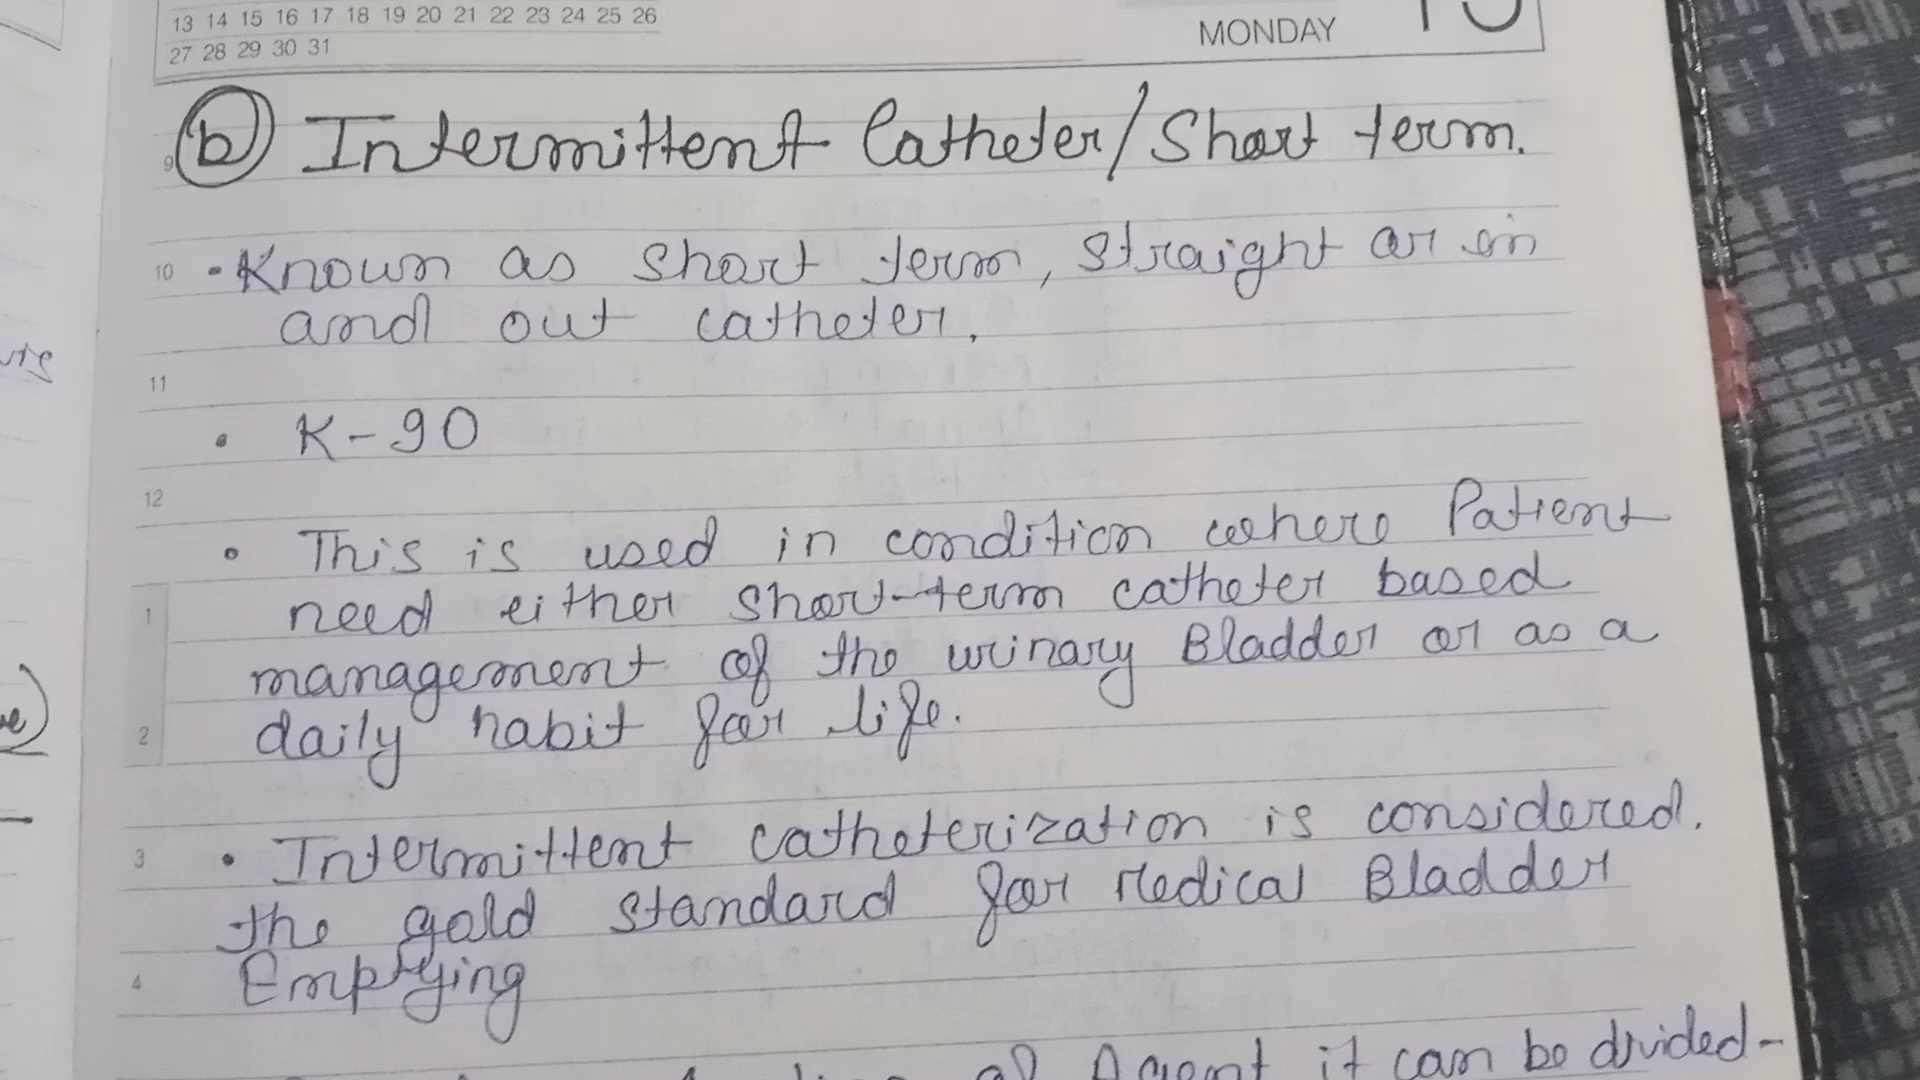 13 14 15 16 17 18 19 20 21 22 23 24 25 26
27 28 29 30 31
MONDAY
(b) Intermittent Catheter/Short term.
9
10 • Known as short term, straight or in
and out catheter.
11
• K-90
12
• This is used in condition where Patient
1 need either short-term catheter based
management of the urinary Bladder or as a
2 daily habit for life.
3 • Intermittent catheterization is considered.
the gold standard for Medical Bladder
4 Emptying
it can be divided-